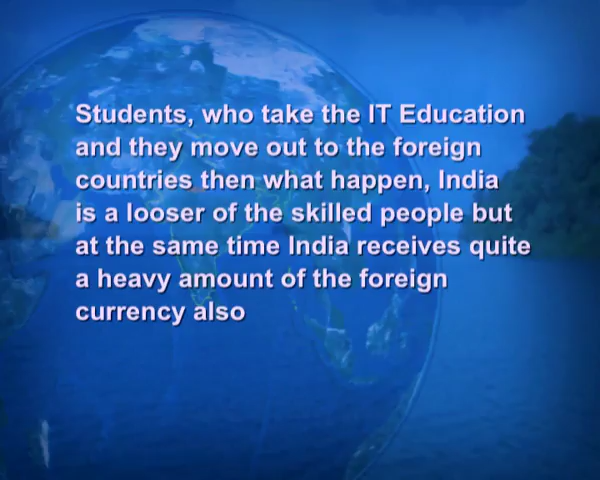 Students, who take the IT Education
and they move out to the foreign
countries then what happen, India
is a looser of the skilled people but
at the same time India receives quite
a heavy amount of the foreign
currency also